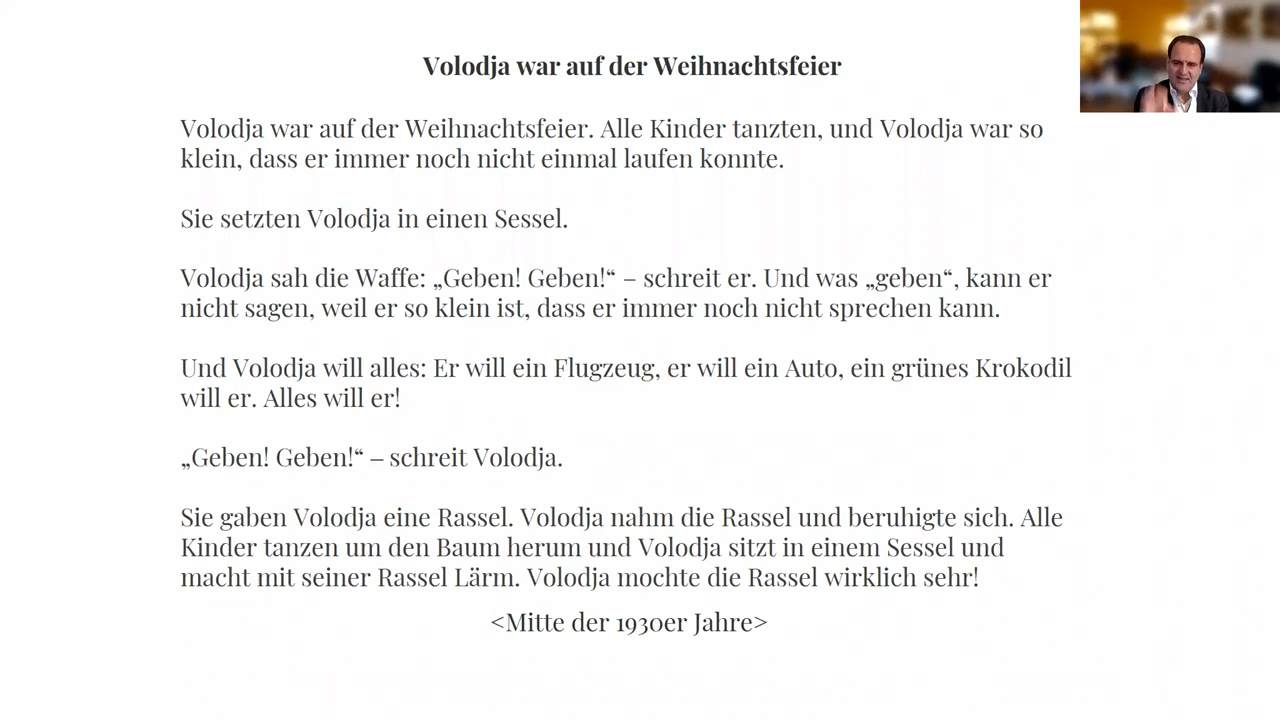 Volodja war auf der Weihnachtsfeier
Volodja war auf der Weihnachtsfeier. Alle Kinder tanzten, und Volodja war so
klein, dass er immer noch nicht einmal laufen konnte.
Sie setzten Volodja in einen Sessel.
Volodja sah die Waffe: „Geben! Geben!“ – schreit er. Und was „geben“, kann er
nicht sagen, weil er so klein ist, dass er immer noch nicht sprechen kann.
Und Volodja will alles: Er will ein Flugzeug, er will ein Auto, ein grünes Krokodil
will er. Alles will er!
„Geben! Geben!“ – schreit Volodja.
Sie gaben Volodja eine Rassel. Volodja nahm die Rassel und beruhigte sich. Alle
Kinder tanzen um den Baum herum und Volodja sitzt in einem Sessel und
macht mit seiner Rassel Lärm. Volodja mochte die Rassel wirklich sehr!
<Mitte der 1930er Jahre>